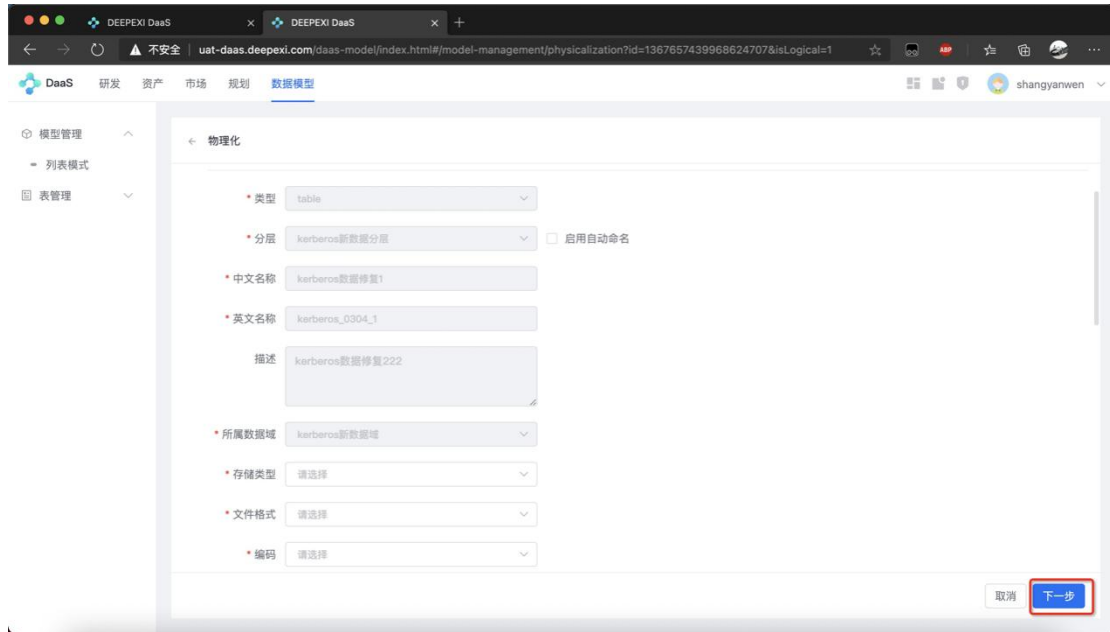 DEEPEXI DaaS
DEEPEXI DaaS
不安全 | uat-daas.deepexi.com/daas-model/index.html#/model-management/physicalization?id=1367657439968624707&isLogical=1
ABP
DaaS 研发 资产 市场 规划 数据模型
shangyanwen
模型管理
列表模式
表管理
物理化
* 类型 table
* 分层 kerberos新数据分层 启用自动命名
* 中文名称 kerberos数据修复1
* 英文名称 kerberos_0304_1
描述 kerberos数据修复222
* 所属数据域 kerberos新数据域
* 存储类型 请选择
* 文件格式 请选择
* 编码 请选择
取消 下一步